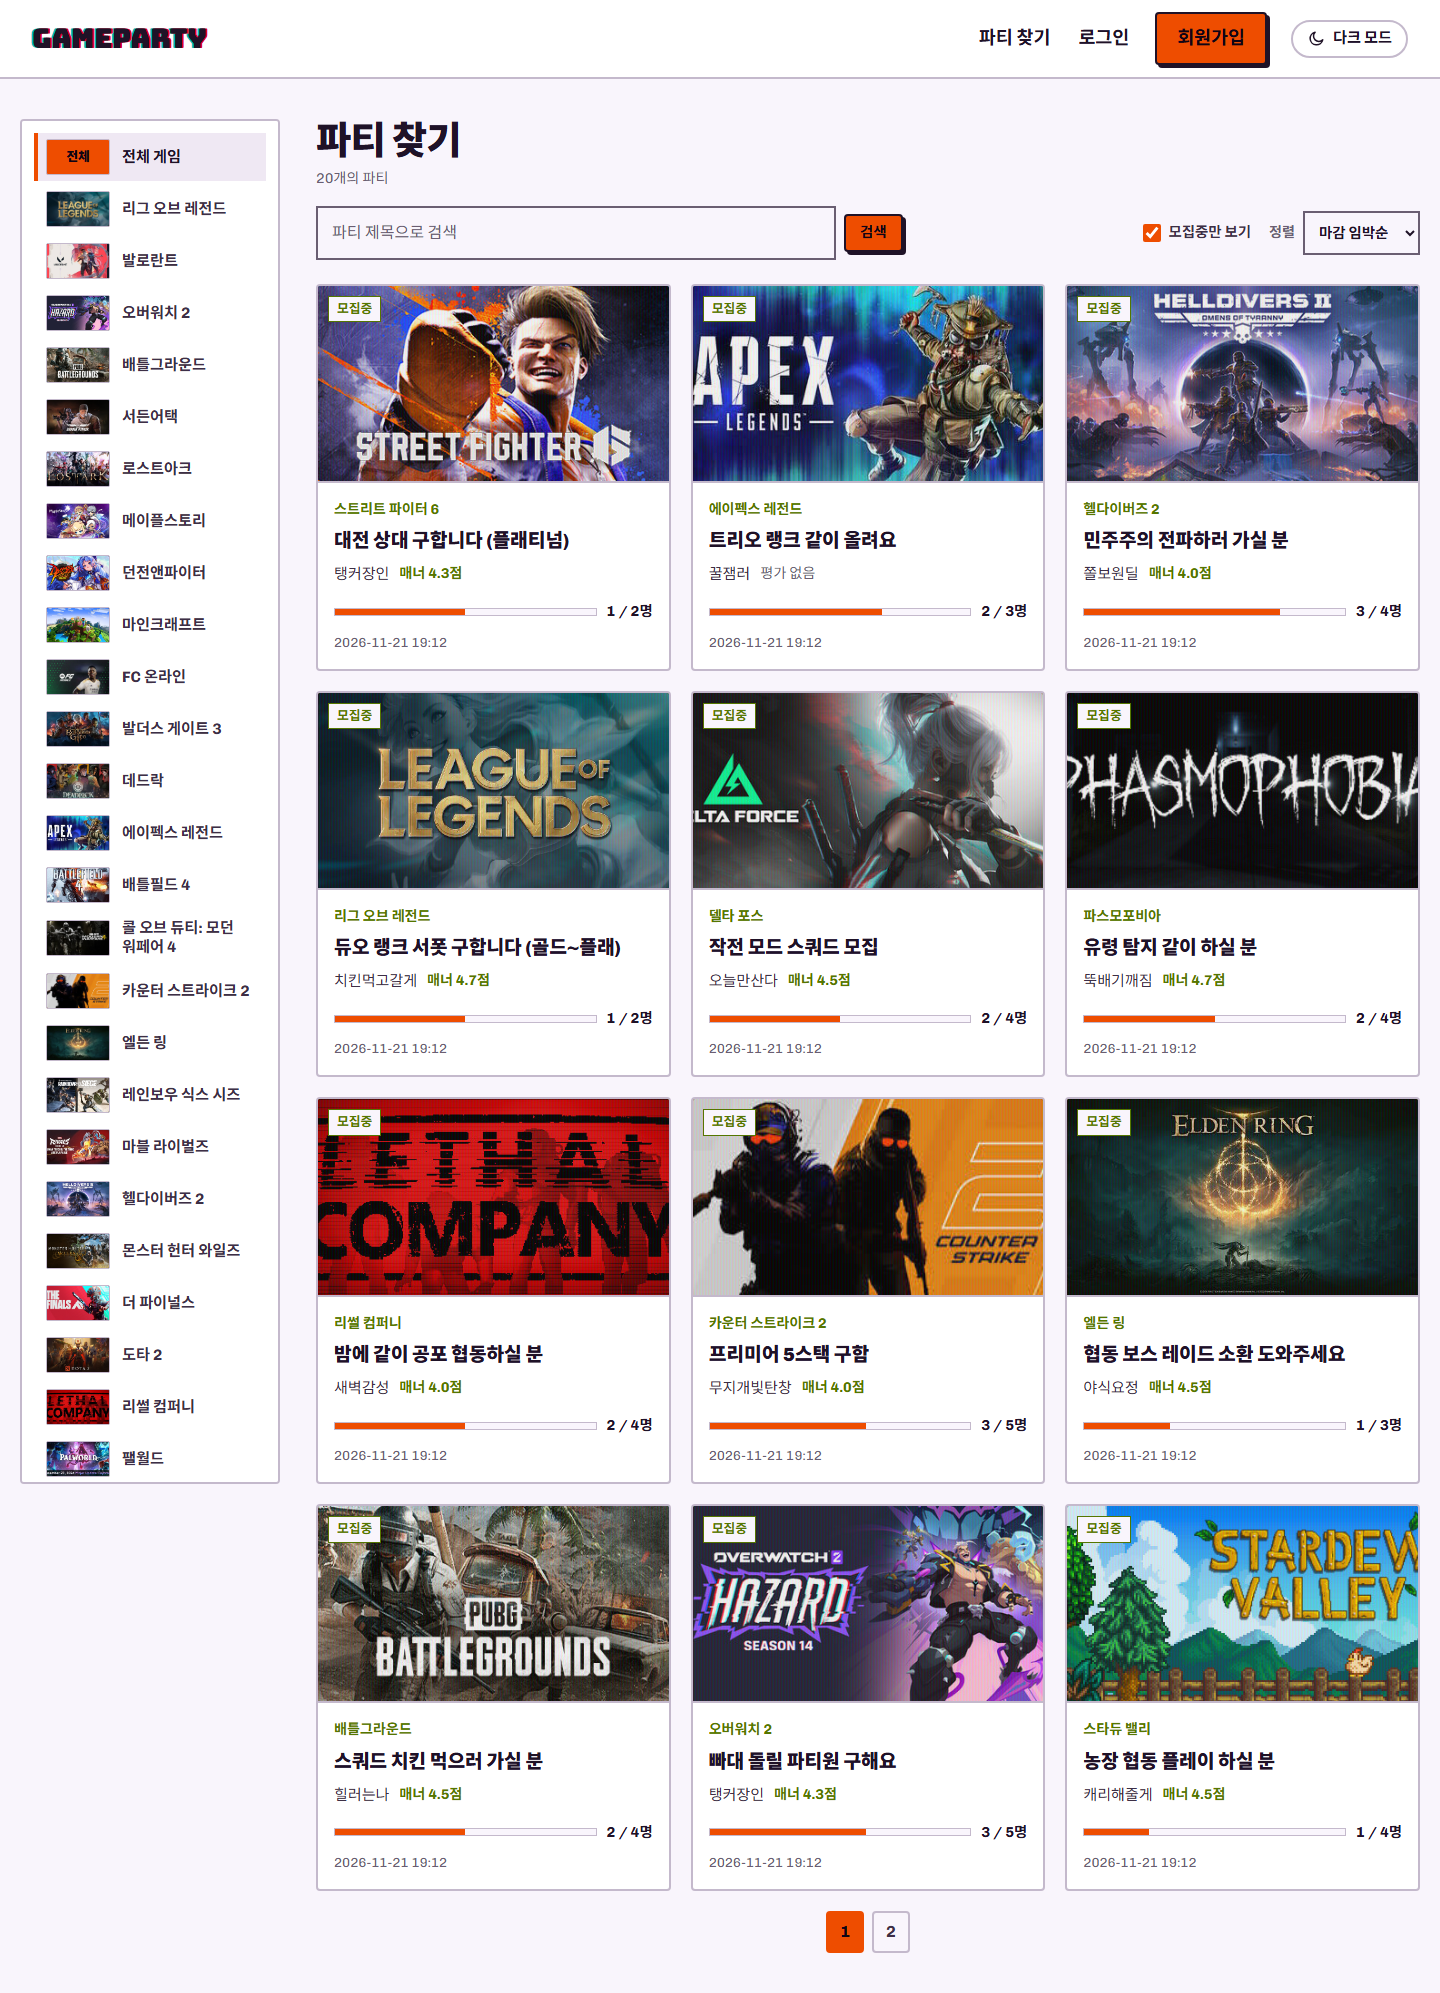 GAMEPARTY
파티 찾기
로그인
회원가입
다크 모드
전체
전체 게임
리그 오브 레전드
발로란트
오버워치 2
배틀그라운드
서든어택
로스트아크
메이플스토리
던전앤파이터
마인크래프트
FC 온라인
발더스 게이트 3
데드락
에이펙스 레전드
배틀필드 4
콜 오브 듀티: 모던
워페어 4
카운터 스트라이크 2
엘든 링
레인보우 식스 시즈
마블 라이벌즈
헬다이버즈 2
몬스터 헌터 와일즈
더 파이널스
도타 2
리썰 컴퍼니
팰월드
파티 찾기
20개의 파티
파티 제목으로 검색
검색
모집중만 보기
정렬
마감 임박순
모집중
STREET FIGHTER 6
스트리트 파이터 6
대전 상대 구합니다 (플래티넘)
탱커장인 매너 4.3점
1 / 2명
2026-11-21 19:12
모집중
APEX
LEGENDS
에이펙스 레전드
트리오 랭크 같이 올려요
꿀잼러 평가 없음
2 / 3명
2026-11-21 19:12
모집중
HELLDIVERS II
OMENS OF TYRANNY
헬다이버즈 2
민주주의 전파하러 가실 분
쫄보원딜 매너 4.0점
3 / 4명
2026-11-21 19:12
모집중
LEAGUE OF
LEGENDS
리그 오브 레전드
듀오 랭크 서폿 구합니다 (골드~플래)
치킨먹고갈게 매너 4.7점
1 / 2명
2026-11-21 19:12
모집중
LTA FORCE
델타 포스
작전 모드 스쿼드 모집
오늘만산다 매너 4.5점
2 / 4명
2026-11-21 19:12
모집중
PHASMOPHOBIA
파스모포비아
유령 탐지 같이 하실 분
뚝배기깨짐 매너 4.7점
2 / 4명
2026-11-21 19:12
모집중
LETHAL
COMPANY
리썰 컴퍼니
밤에 같이 공포 협동하실 분
새벽감성 매너 4.0점
2 / 4명
2026-11-21 19:12
모집중
2
COUNTER
STRIKE
카운터 스트라이크 2
프리미어 5스택 구함
무지개빛탄창 매너 4.0점
3 / 5명
2026-11-21 19:12
모집중
ELDEN RING
엘든 링
협동 보스 레이드 소환 도와주세요
야식요정 매너 4.5점
1 / 3명
2026-11-21 19:12
모집중
PUBG
BATTLEGROUNDS
배틀그라운드
스쿼드 치킨 먹으러 가실 분
힐러는나 매너 4.5점
2 / 4명
2026-11-21 19:12
모집중
OVERWATCH 2
HAZARD
SEASON 14
오버워치 2
빠대 돌릴 파티원 구해요
탱커장인 매너 4.3점
3 / 5명
2026-11-21 19:12
모집중
STARDEW
VALLEY
스타듀 밸리
농장 협동 플레이 하실 분
캐리해줄게 매너 4.5점
1 / 4명
2026-11-21 19:12
1
2